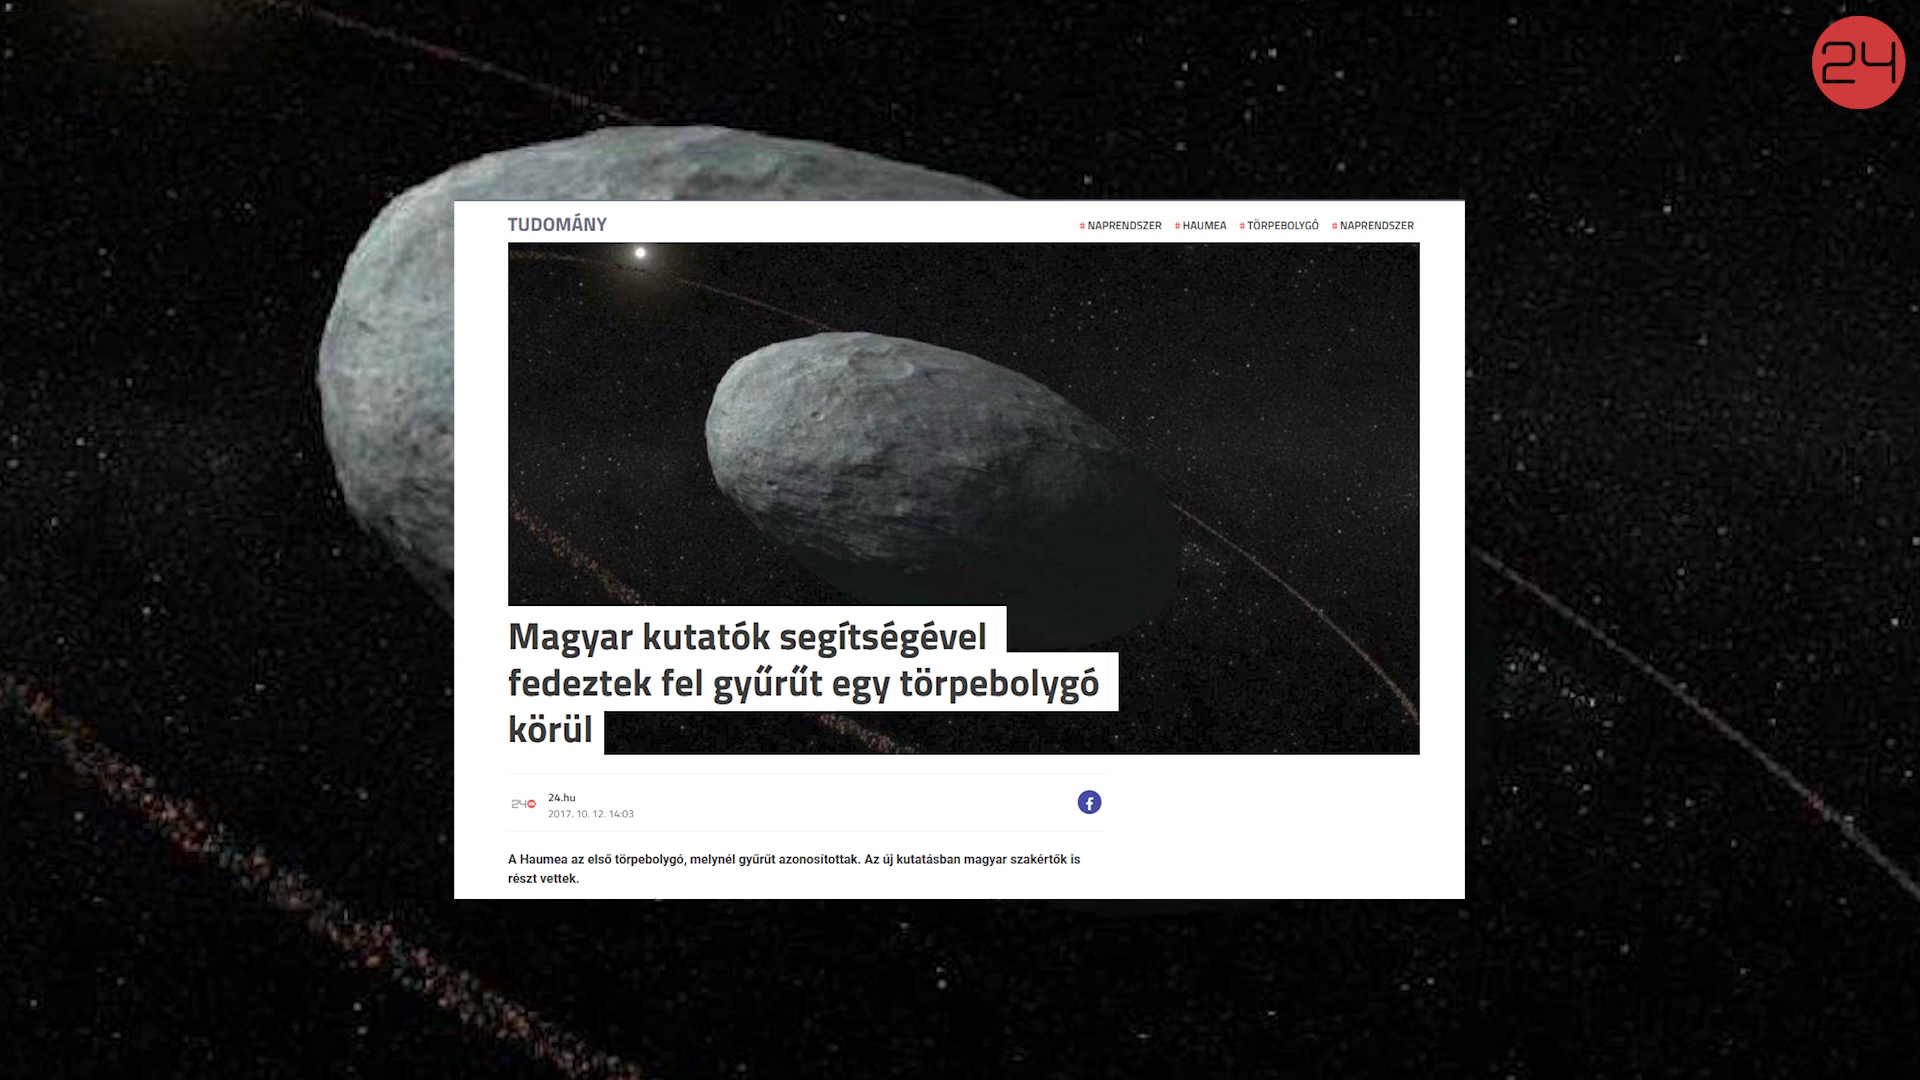 24
TUDOMÁNY
# NAPRENDSZER # HAUMEA # TÖRPEBOLYGÓ # NAPRENDSZER
Magyar kutatók segítségével
fedeztek fel gyűrűt egy törpebolygó
körül
24
24.hu
2017. 10. 12. 14:03
A Haumea az első törpebolygó, melynél gyűrűt azonosítottak. Az új kutatásban magyar szakértők is
részt vettek.